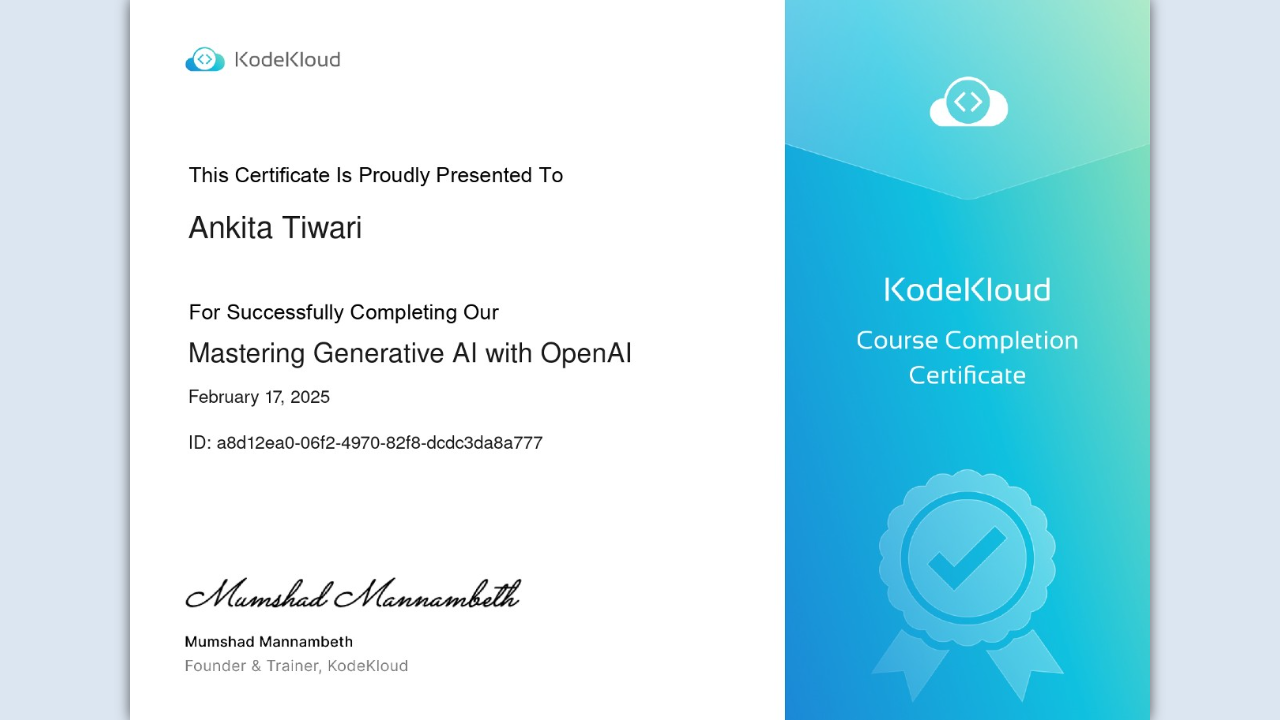 KodeKloud
This Certificate Is Proudly Presented To
Ankita Tiwari
For Successfully Completing Our
Mastering Generative AI with OpenAI
February 17, 2025
ID: a8d12ea0-06f2-4970-82f8-dcdc3da8a777
Mumshad Mannambeth
Mumshad Mannambeth
Founder & Trainer, KodeKloud
KodeKloud
Course Completion
Certificate